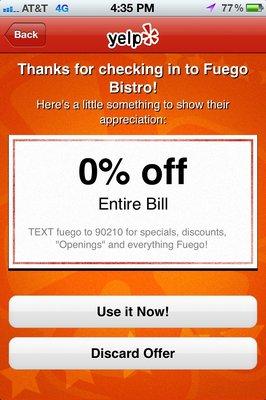 AT&T 4G 4:35 PM 77%
Back
yelp
Thanks for checking in to Fuego
Bistro!
Here's a little something to show their
appreciation:
0% off
Entire Bill
TEXT fuego to 90210 for specials, discounts,
"Openings" and everything Fuego!
Use it Now!
Discard Offer